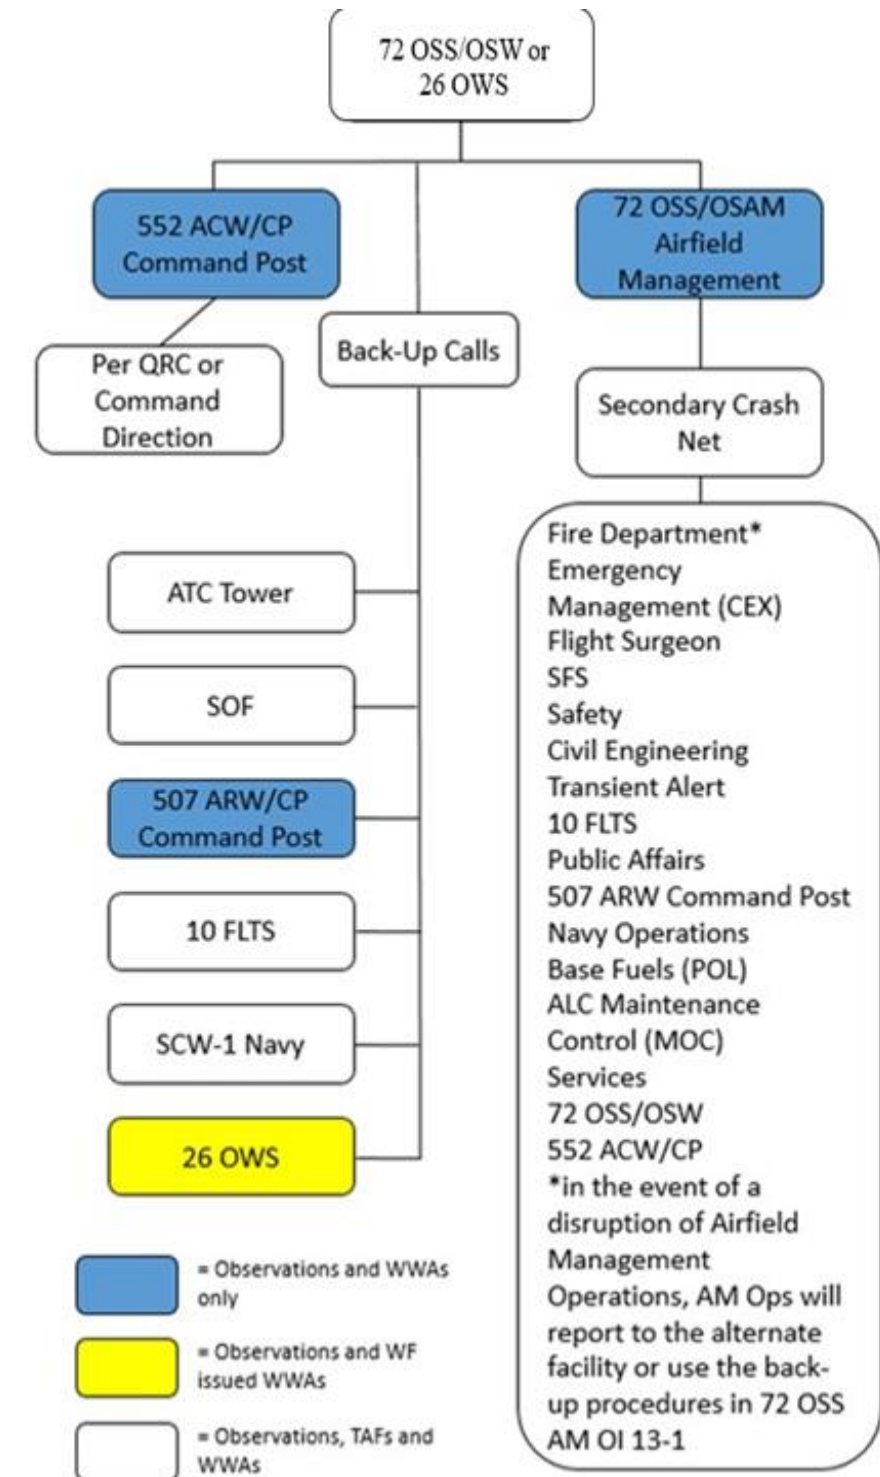 72 OSS/OSW or
26 OWS
552 ACW/CP
Command Post
72 OSS/OSAM
Airfield
Management
Per QRC or
Command
Direction
Back-Up Calls
Secondary Crash
Net
ATC Tower
SOF
507 ARW/CP
Command Post
10 FLTS
SCW-1 Navy
26 OWS
Fire Department*
Emergency
Management (CEX)
Flight Surgeon
SFS
Safety
Civil Engineering
Transient Alert
10 FLTS
Public Affairs
507 ARW Command Post
Navy Operations
Base Fuels (POL)
ALC Maintenance
Control (MOC)
Services
72 OSS/OSW
552 ACW/CP
*in the event of a
disruption of Airfield
Management
Operations, AM Ops will
report to the alternate
facility or use the back-
up procedures in 72 OSS
AM OI 13-1
= Observations and WWAs
only
= Observations and WF
issued WWAs
= Observations, TAFs and
WWAs